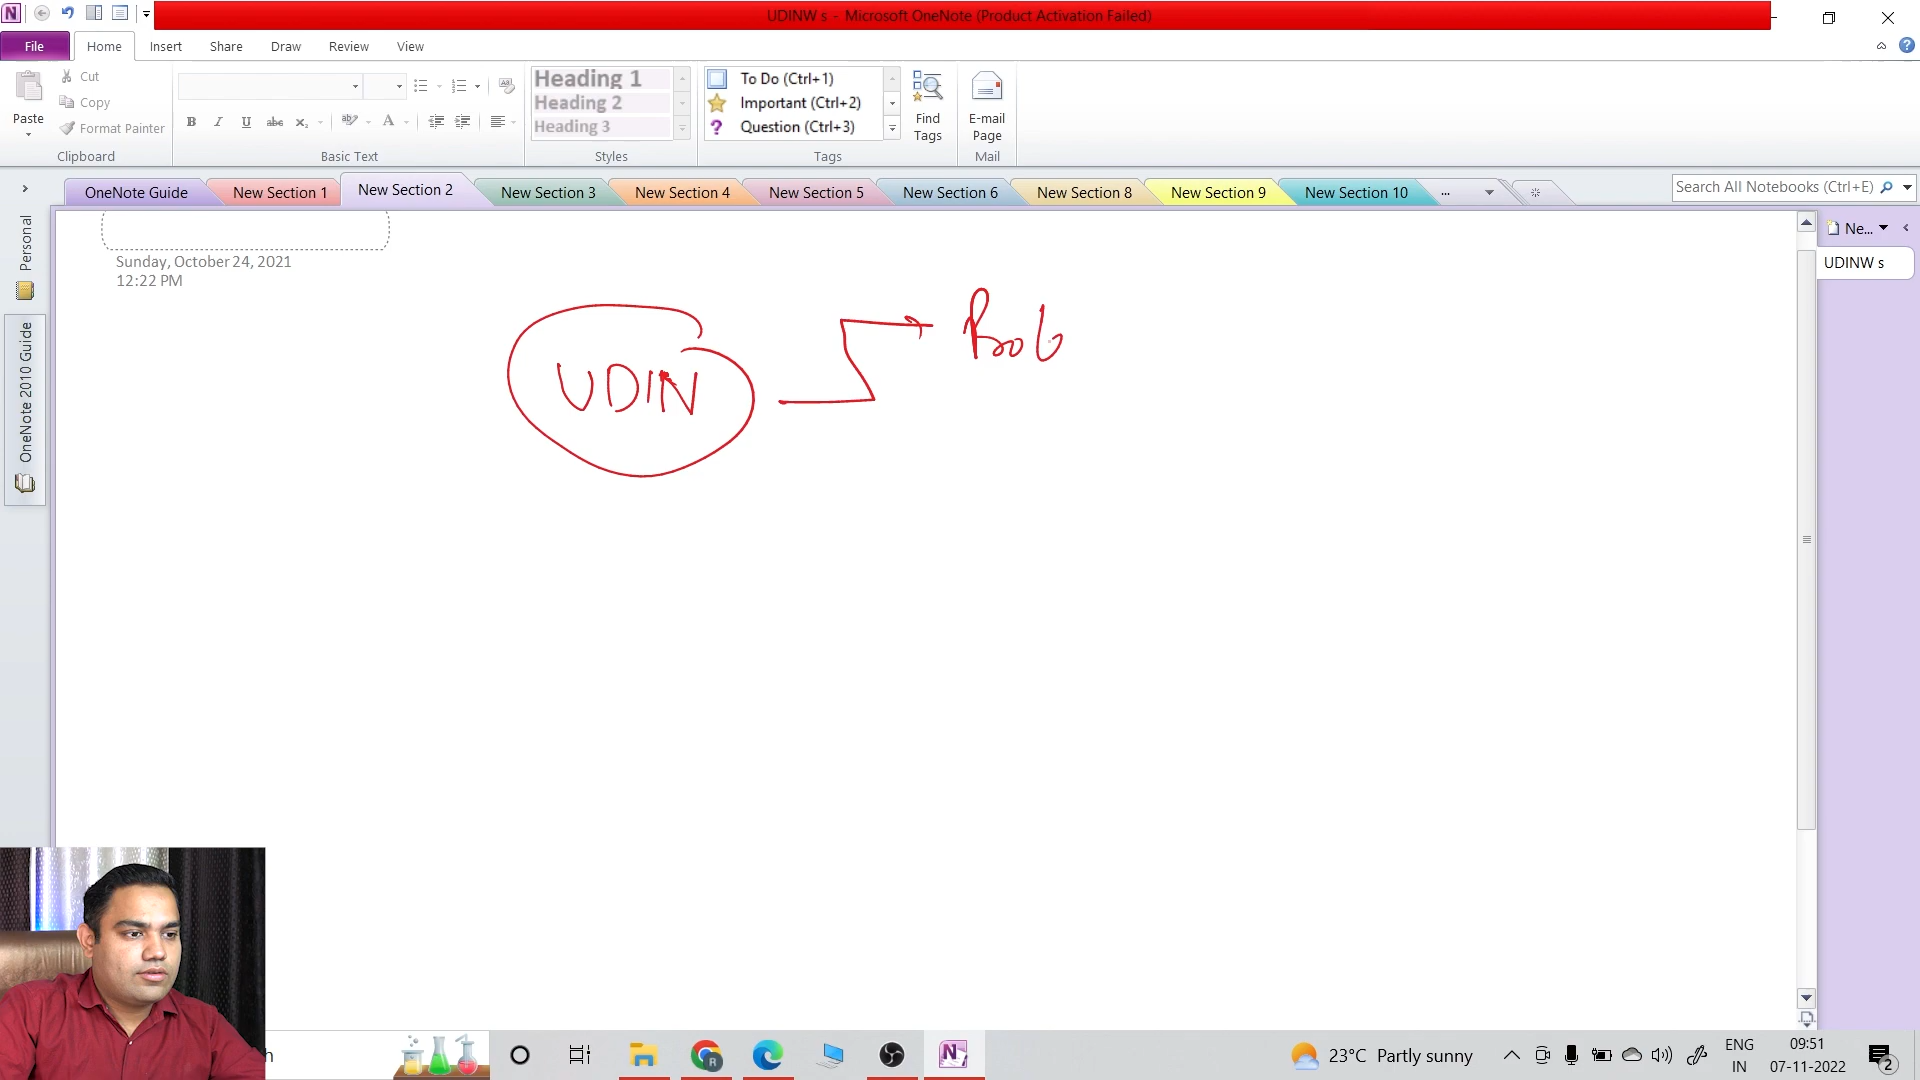 UDINW s - Microsoft OneNote (Product Activation Failed)
File Home Insert Share Draw Review View
Paste
Cut
Copy
Format Painter
Clipboard
B I U abc x₂ ab A
Basic Text
Heading 1
Heading 2
Heading 3
Styles
To Do (Ctrl+1)
Important (Ctrl+2)
Question (Ctrl+3)
Tags
Find
Tags
E-mail
Page
Mail
OneNote Guide New Section 1 New Section 2 New Section 3 New Section 4 New Section 5 New Section 6 New Section 8 New Section 9 New Section 10 ...
Search All Notebooks (Ctrl+E)
Personal
OneNote 2010 Guide
Ne...
UDINW s
Sunday, October 24, 2021
12:22 PM
UDIN
Prob
h
23°C Partly sunny
ENG
IN
09:51
07-11-2022
2